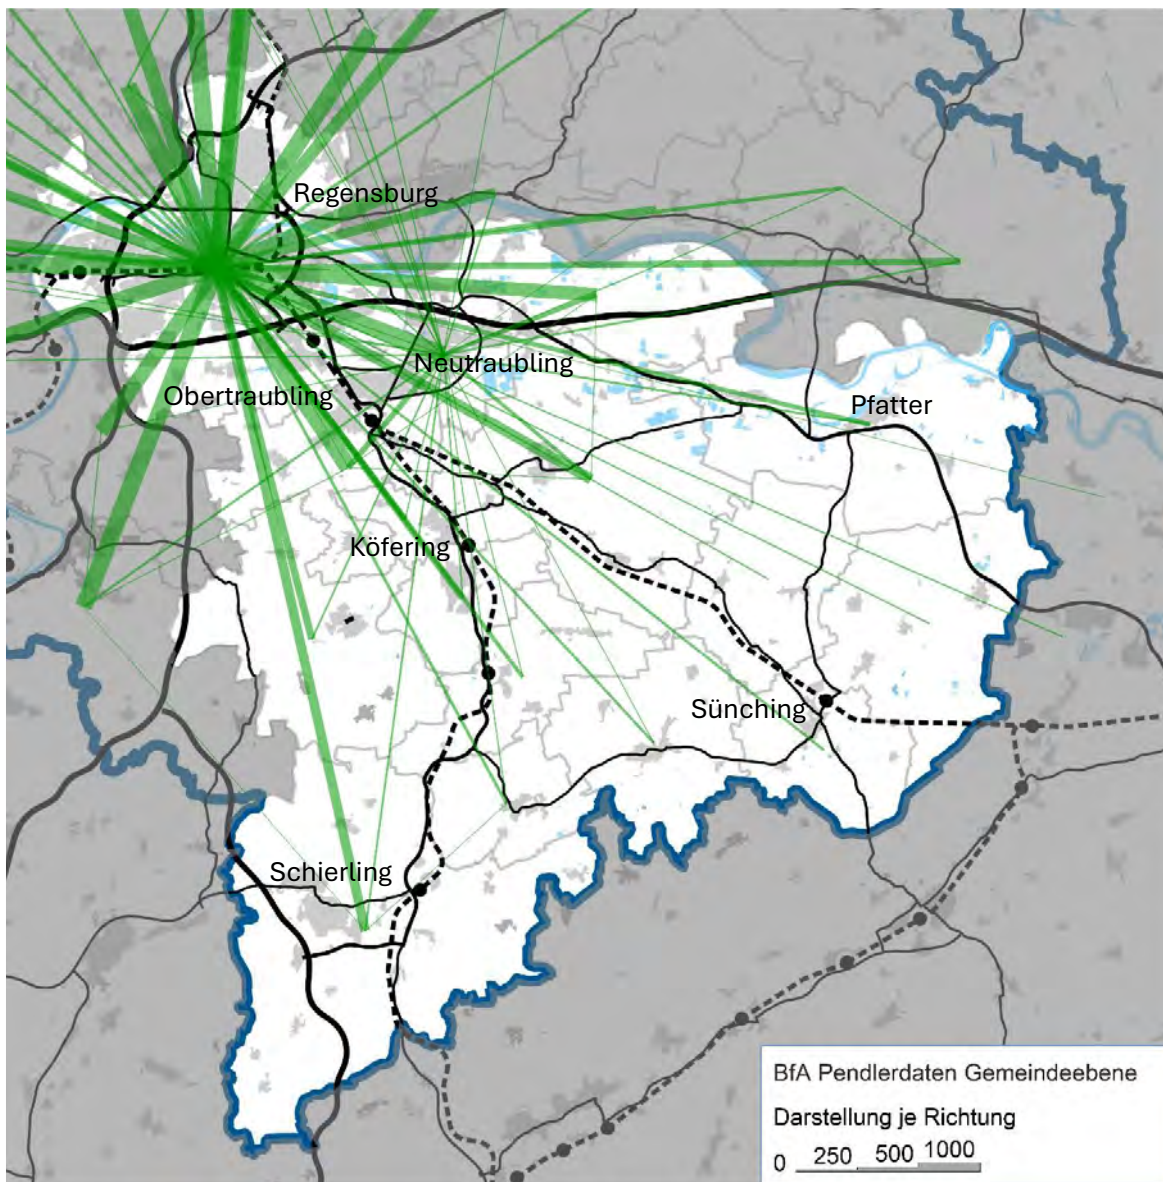 Regensburg
Neutraubling
Obertraubling
Pfatter
Köfering
Sünching
Schierling
BfA Pendlerdaten Gemeindeebene
Darstellung je Richtung
0 250 500 1000